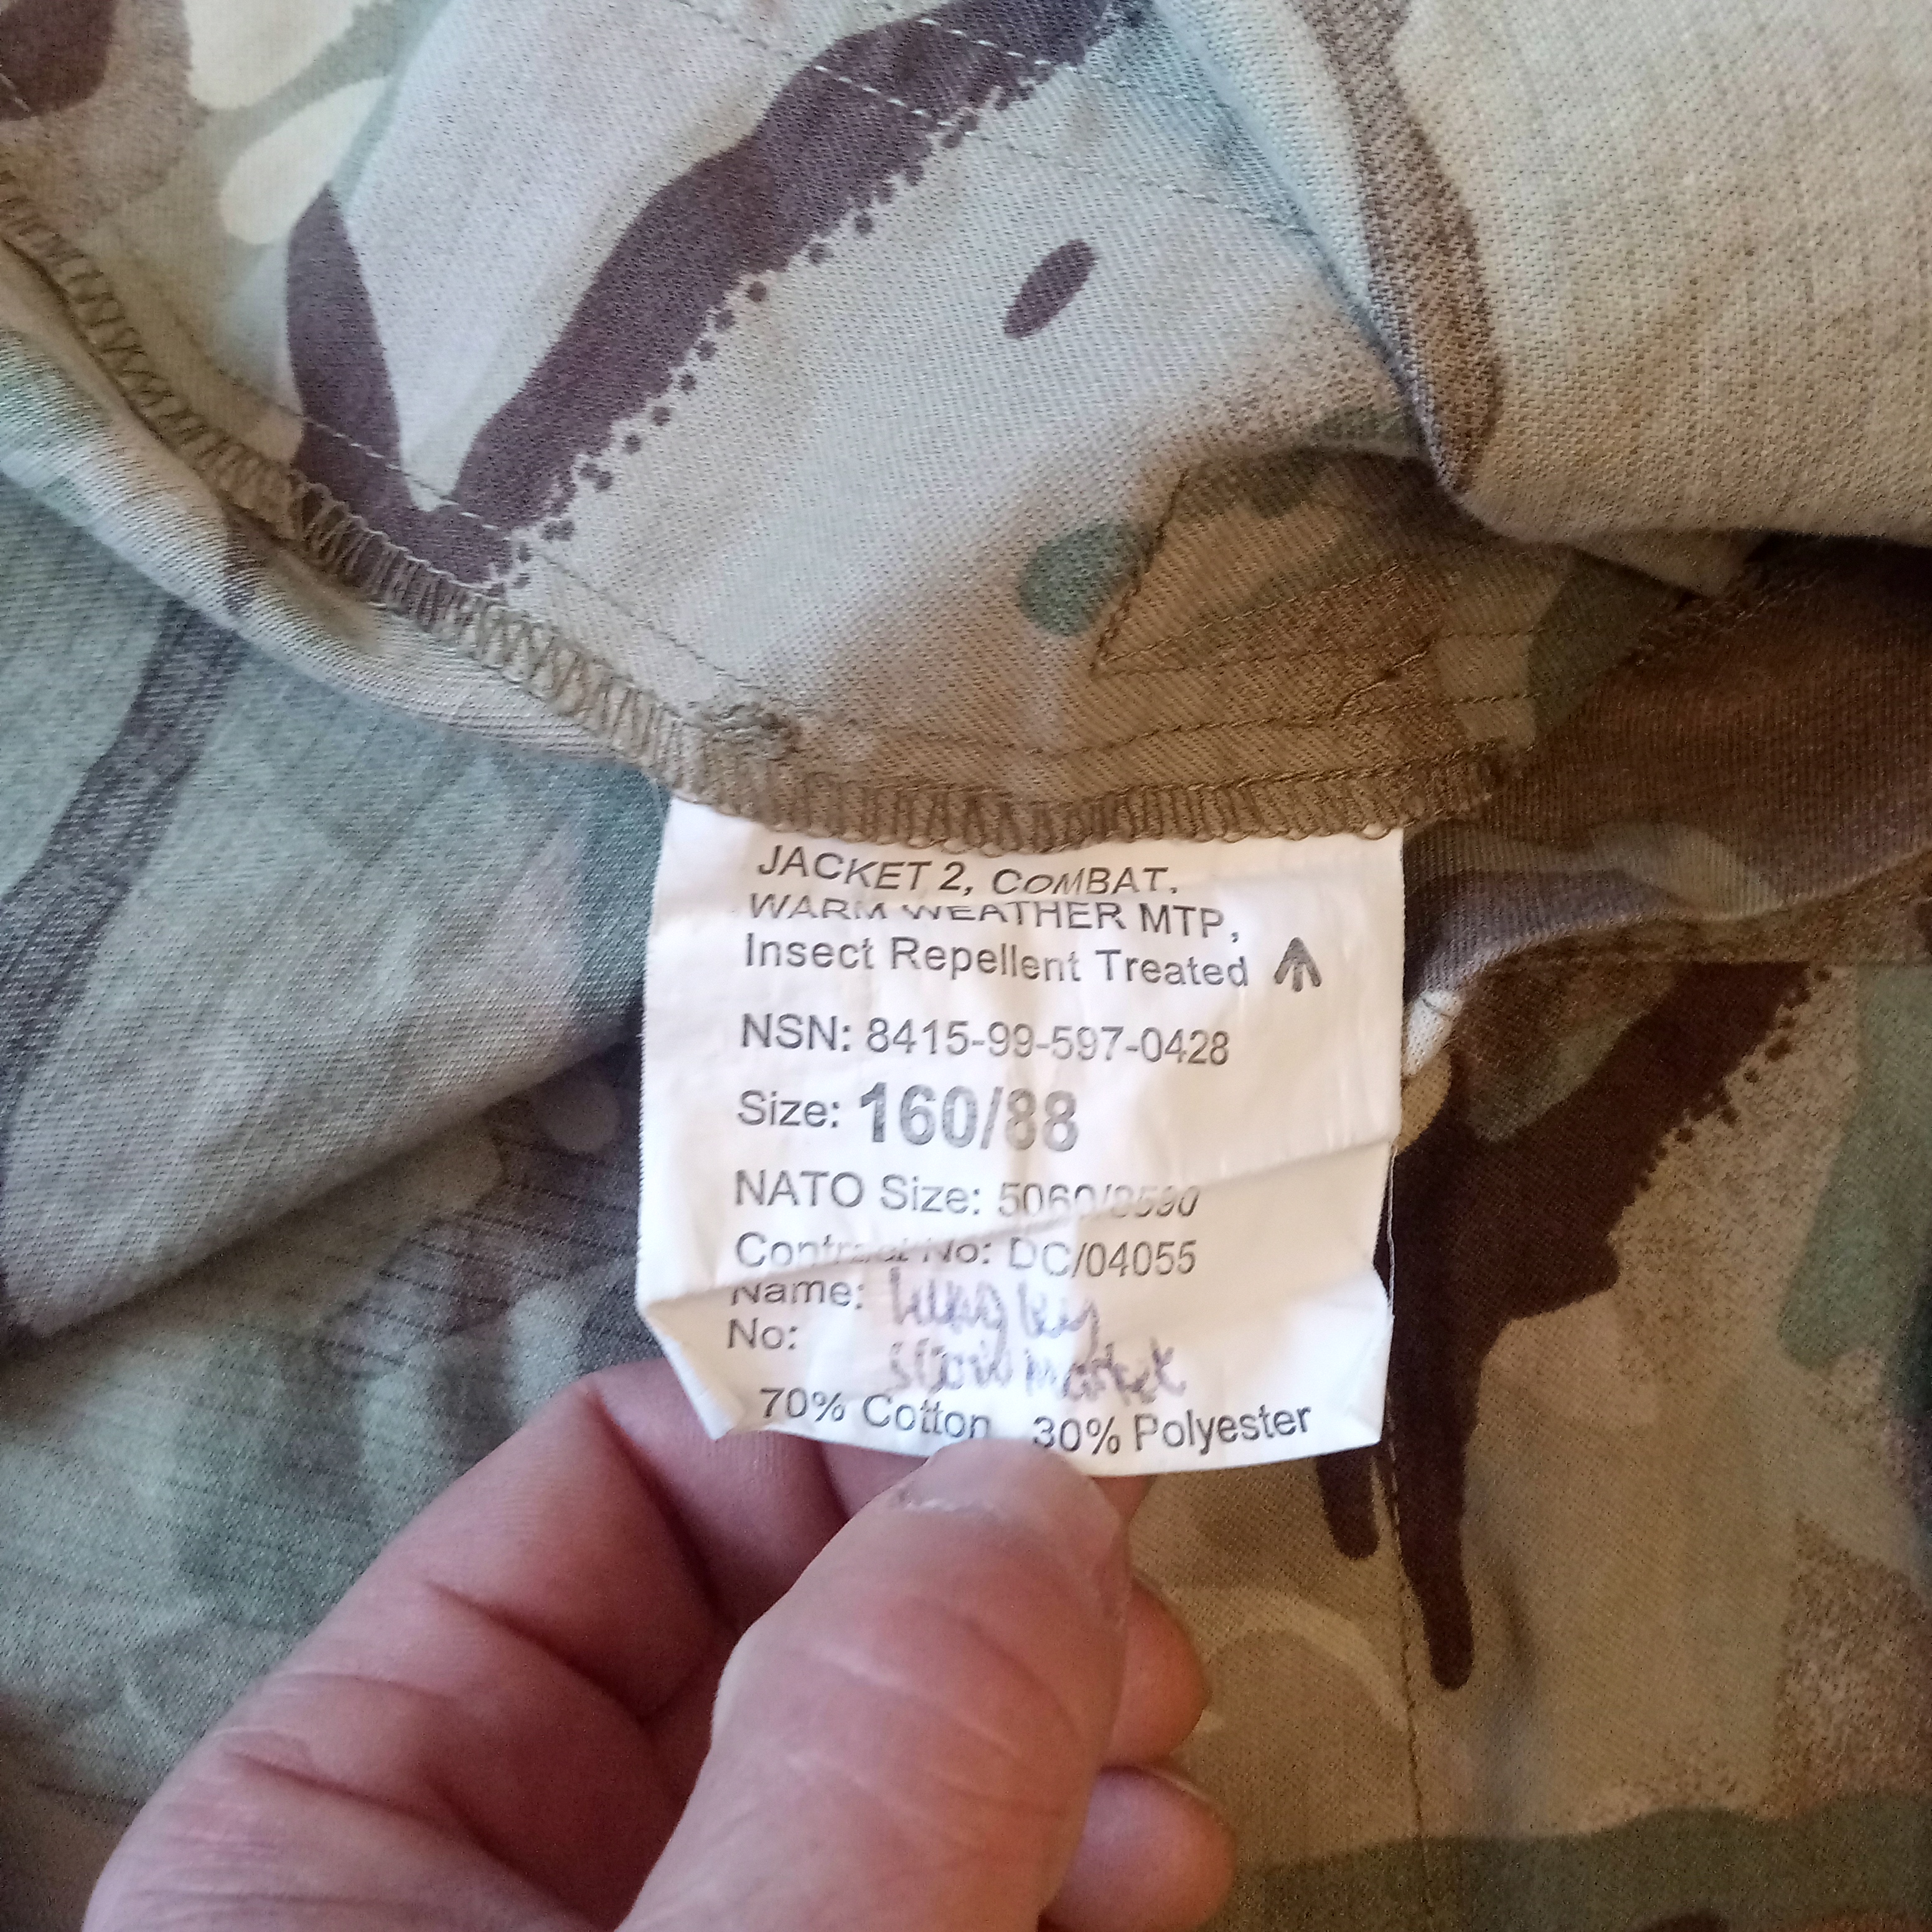 JACKET 2, COMBAT,
WARM WEATHER MTP,
Insect Repellent Treated
NSN: 8415-99-597-0428
Size: 160/88
NATO Size: 5060/8590
Contract No: DC/04055
Name:
No:
70% Cotton 30% Polyester